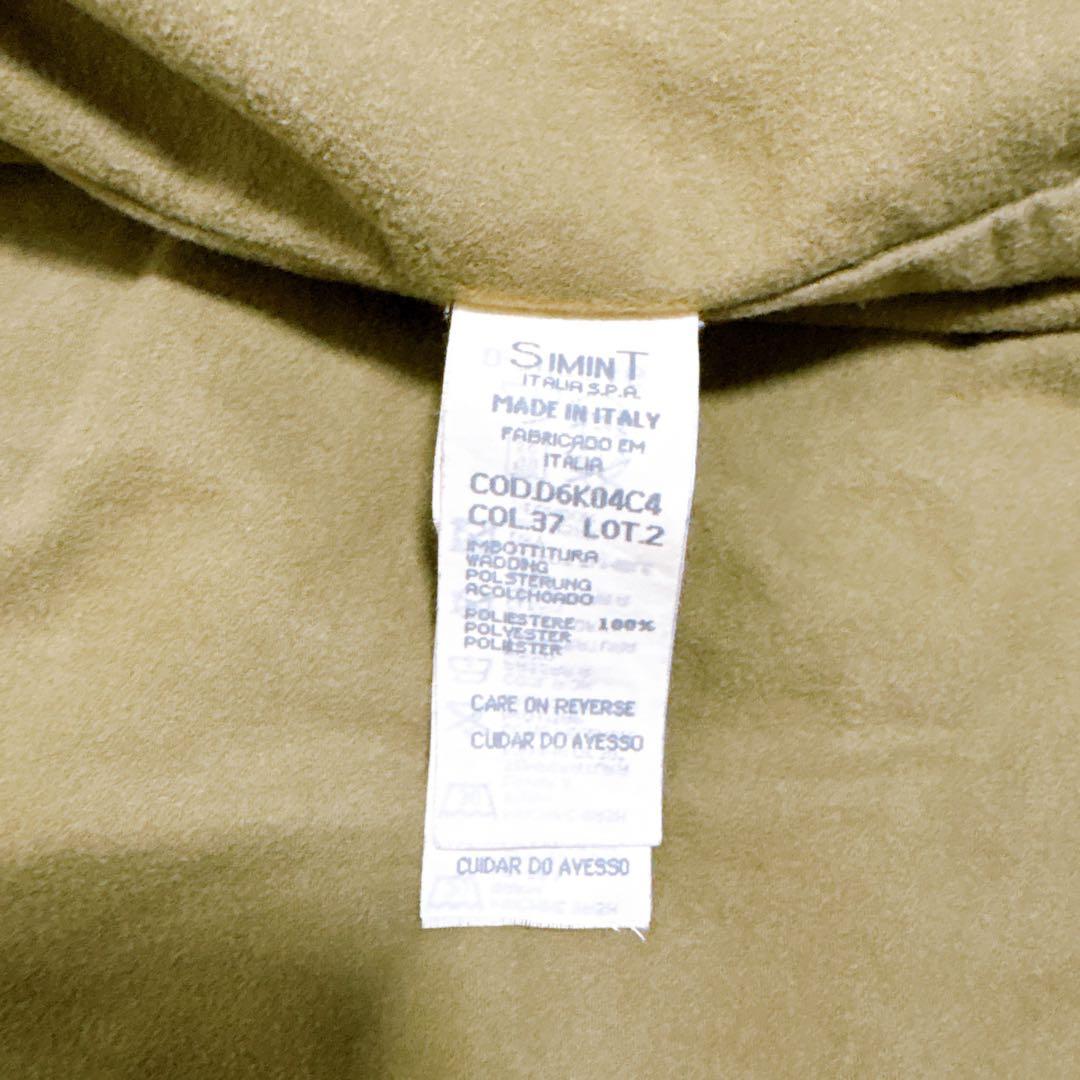 SIMINT
ITALIA S.P.A.
MADE IN ITALY
FABRICADO EM
ITALIA
COD.D6K04C4
COL.37 LOT.2
IMBOTTITURA
WADDING
POLSTERUNG
ACOLCHOADO
POLIESTERE 100%
POLYESTER
POLIESTER
CARE ON REVERSE
CUIDAR DO AVESSO
CUIDAR DO AVESSO